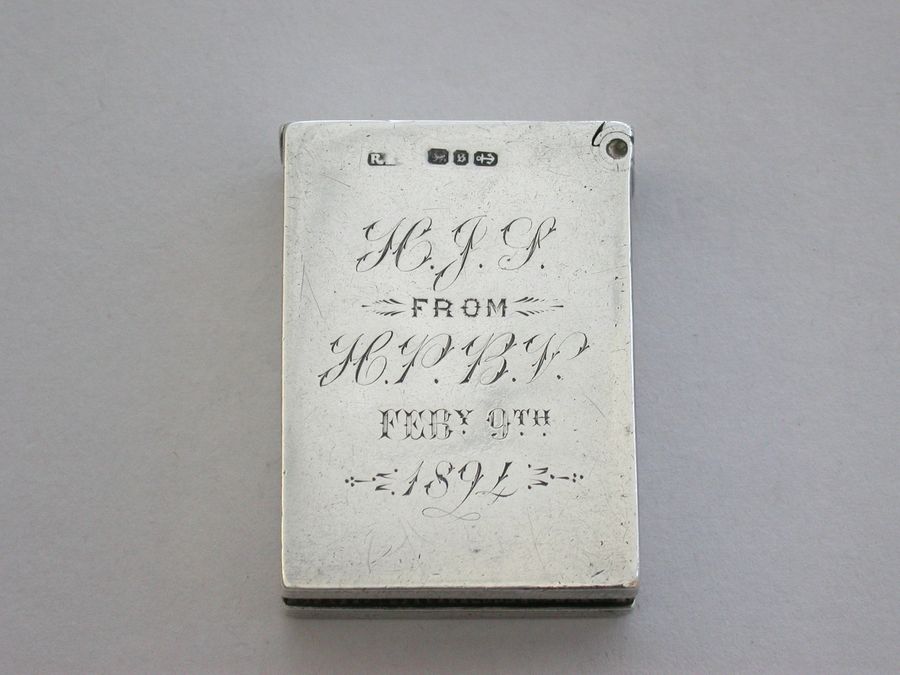 H.J.S.
FROM
H.P.B.V.
FEBY 9TH
1894